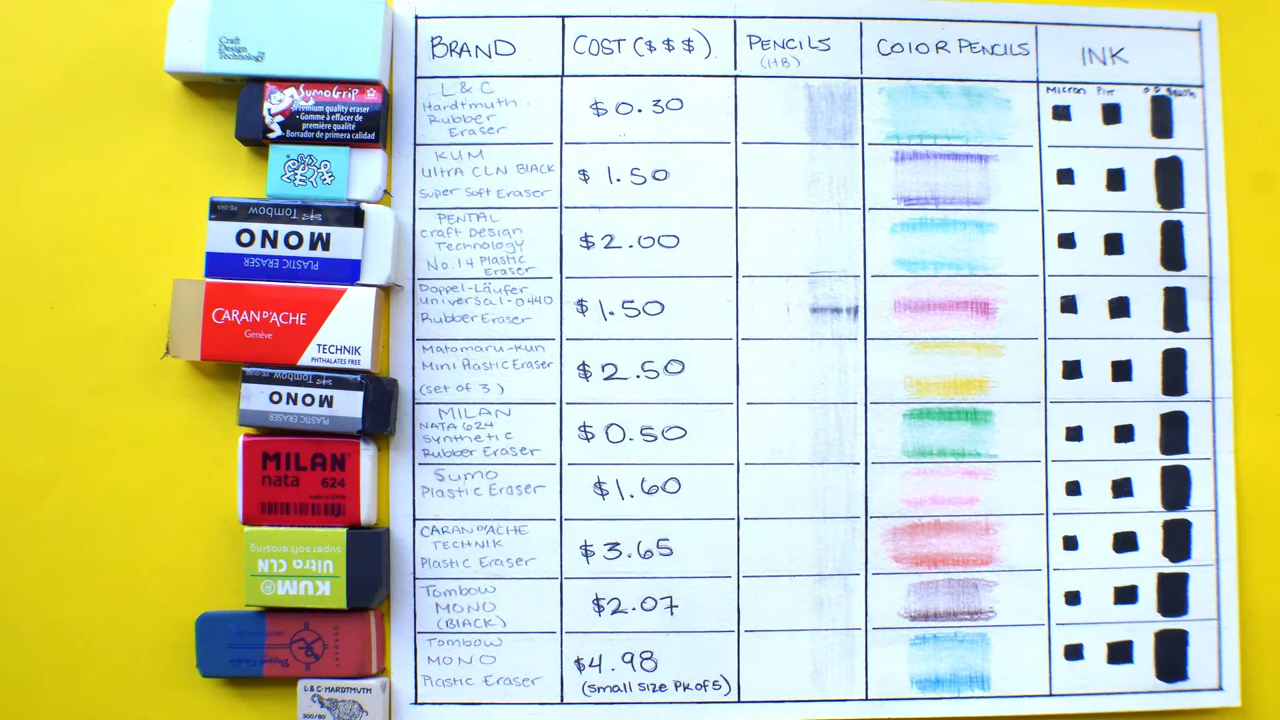 Craft
Design
Technology
SumoGrip
Premium quality eraser
• Gomme à effacer de
première qualité
• Borrador de primera calidad
PE-04A
Tombow
MONO
PLASTIC ERASER
CARAN D'ACHE
Genève
TECHNIK
PHTHALATES FREE
Tombow
MONO
PLASTIC ERASER
MILAN
nata 624
KUM®
Ultra CLN
super soft erasing
L & C HARDTMUTH
300/80
BRAND COST ($$$). PENCILS COLOR PENCILS INK
(HB)
Micron Pitt
L & C
Hardtmuth
Rubber
Eraser
$0.30
KUM
Ultra CLN BLACK
Super Soft Eraser
$1.50
PENTAL
Craft Design
Technology
No.14 Plastic
Eraser
$2.00
Doppel-Läufer
universal-0440
Rubber Eraser
$1.50
Matomaru-Kun
Mini Plastic Eraser
(set of 3)
$2.50
MILAN
NATA 624
Synthetic
Rubber Eraser
$0.50
Sumo
Plastic Eraser
$1.60
CARAN d'ACHE
TECHNIK
Plastic Eraser
$3.65
Tombow
MONO
(BLACK)
$2.07
Tombow
MONO
Plastic Eraser
$4.98
(small size PK of 5)